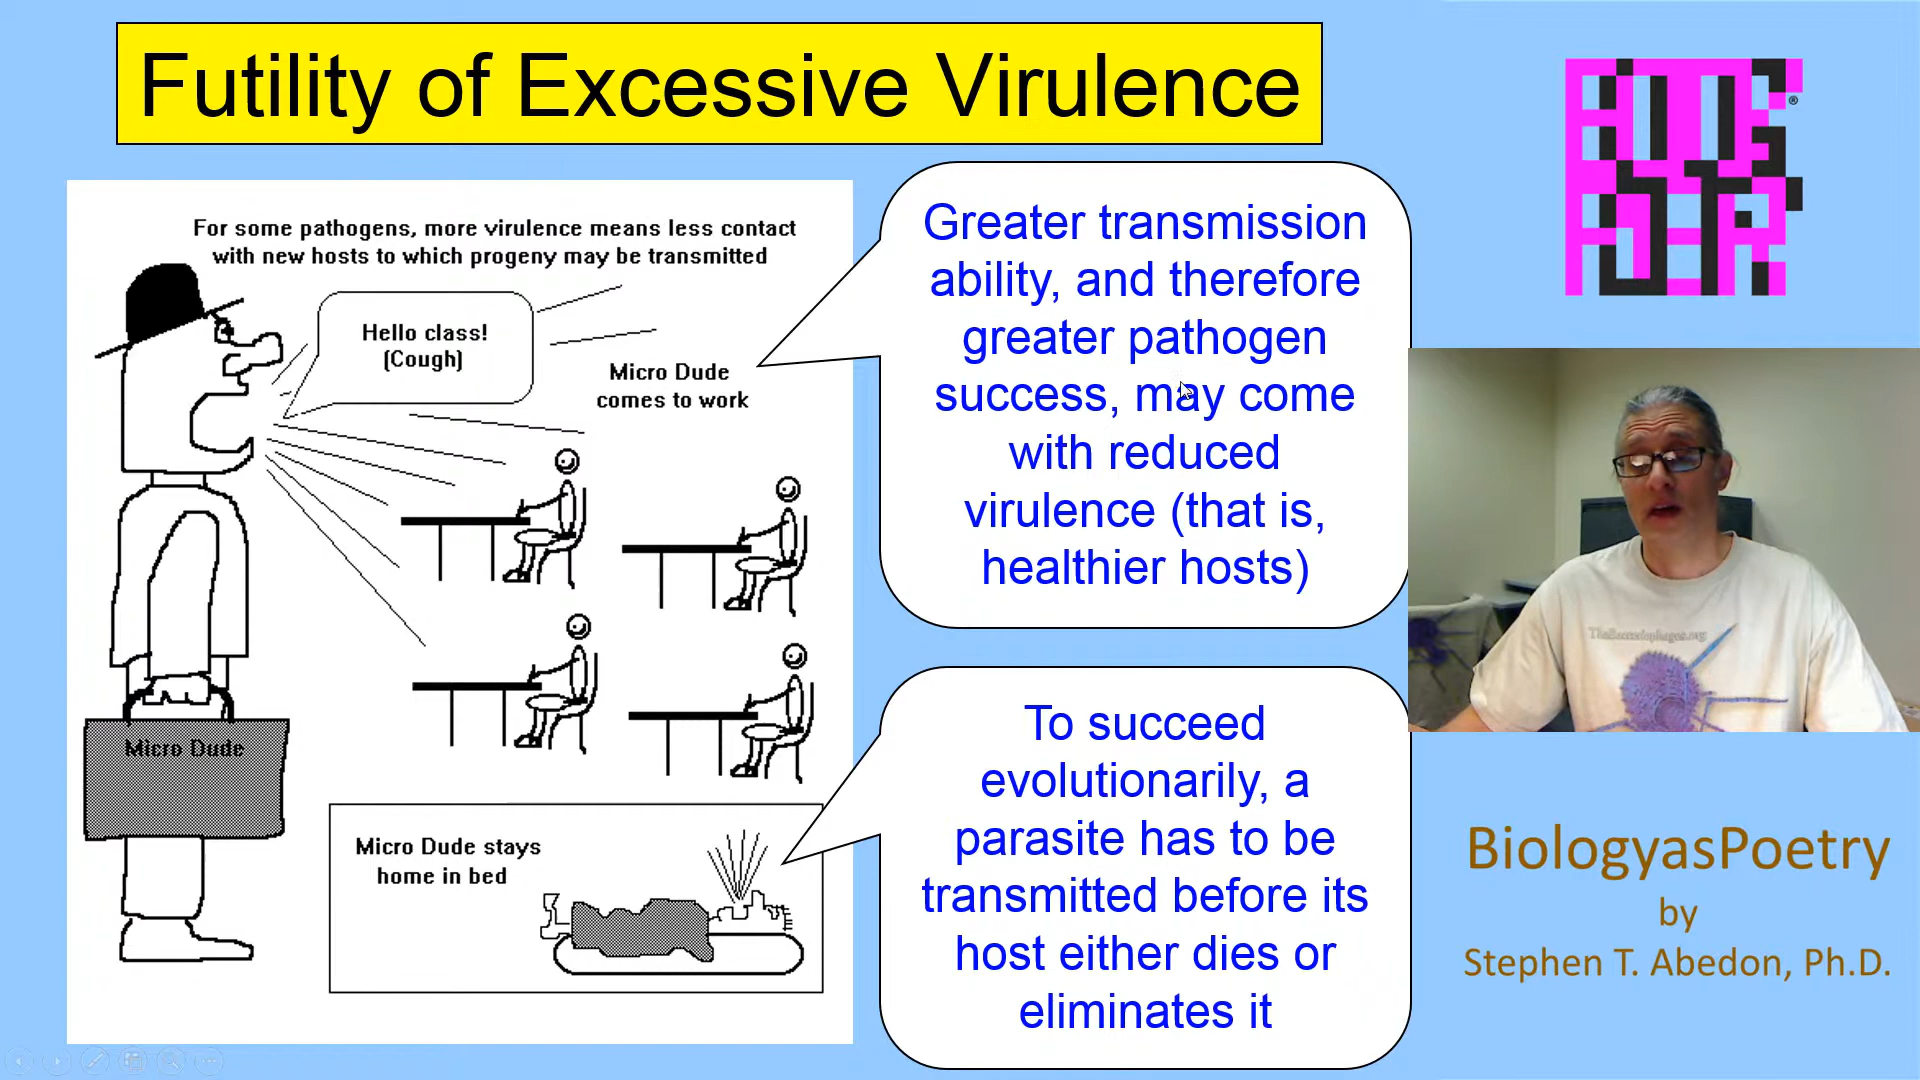 Futility of Excessive Virulence
For some pathogens, more virulence means less contact
with new hosts to which progeny may be transmitted
Hello class!
(Cough)
Micro Dude
comes to work
Micro Dude
Micro Dude stays
home in bed
Greater transmission
ability, and therefore
greater pathogen
success, may come
with reduced
virulence (that is,
healthier hosts)
To succeed
evolutionarily, a
parasite has to be
transmitted before its
host either dies or
eliminates it
®
TheBacteriophages.org
BiologyasPoetry
by
Stephen T. Abedon, Ph.D.